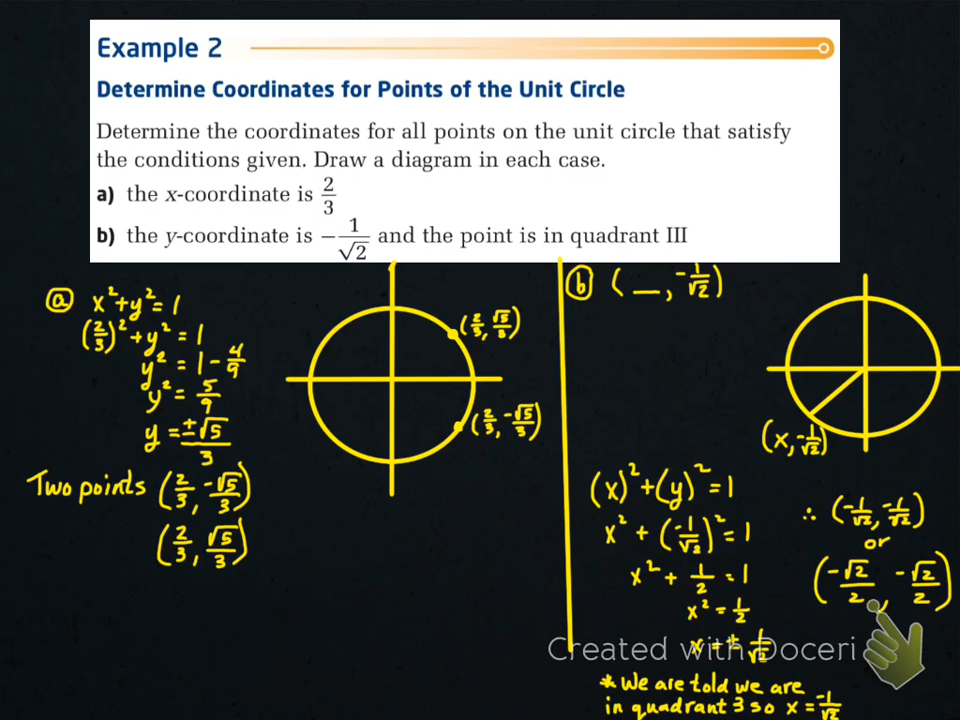 Example 2
Determine Coordinates for Points of the Unit Circle
Determine the coordinates for all points on the unit circle that satisfy
the conditions given. Draw a diagram in each case.
a) the x-coordinate is 2/3
b) the y-coordinate is −1/√2 and the point is in quadrant III
ⓐ x²+y²=1
(2/3)²+y²=1
y²=1-4/9
y²=5/9
y=±√5/3
Two points (2/3, -√5/3)
(2/3, √5/3)
(2/3, √5/3)
(2/3, -√5/3)
ⓑ (__, -1/√2)
(x, -1/√2)
(x)²+(y)²=1
x²+(-1/√2)²=1
x²+1/2=1
x²=1/2
x=± 1/√2
* We are told we are
in quadrant 3 so x = -1/√2
∴ (-1/√2, -1/√2)
or
(-√2/2, -√2/2)
Created with Doceri